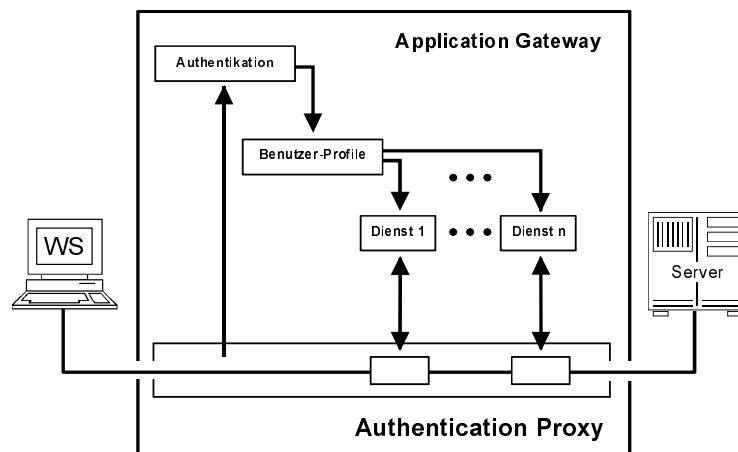 Application Gateway
Authentikation
Benutzer-Profile
Dienst 1
Dienst n
WS
Server
Authentication Proxy